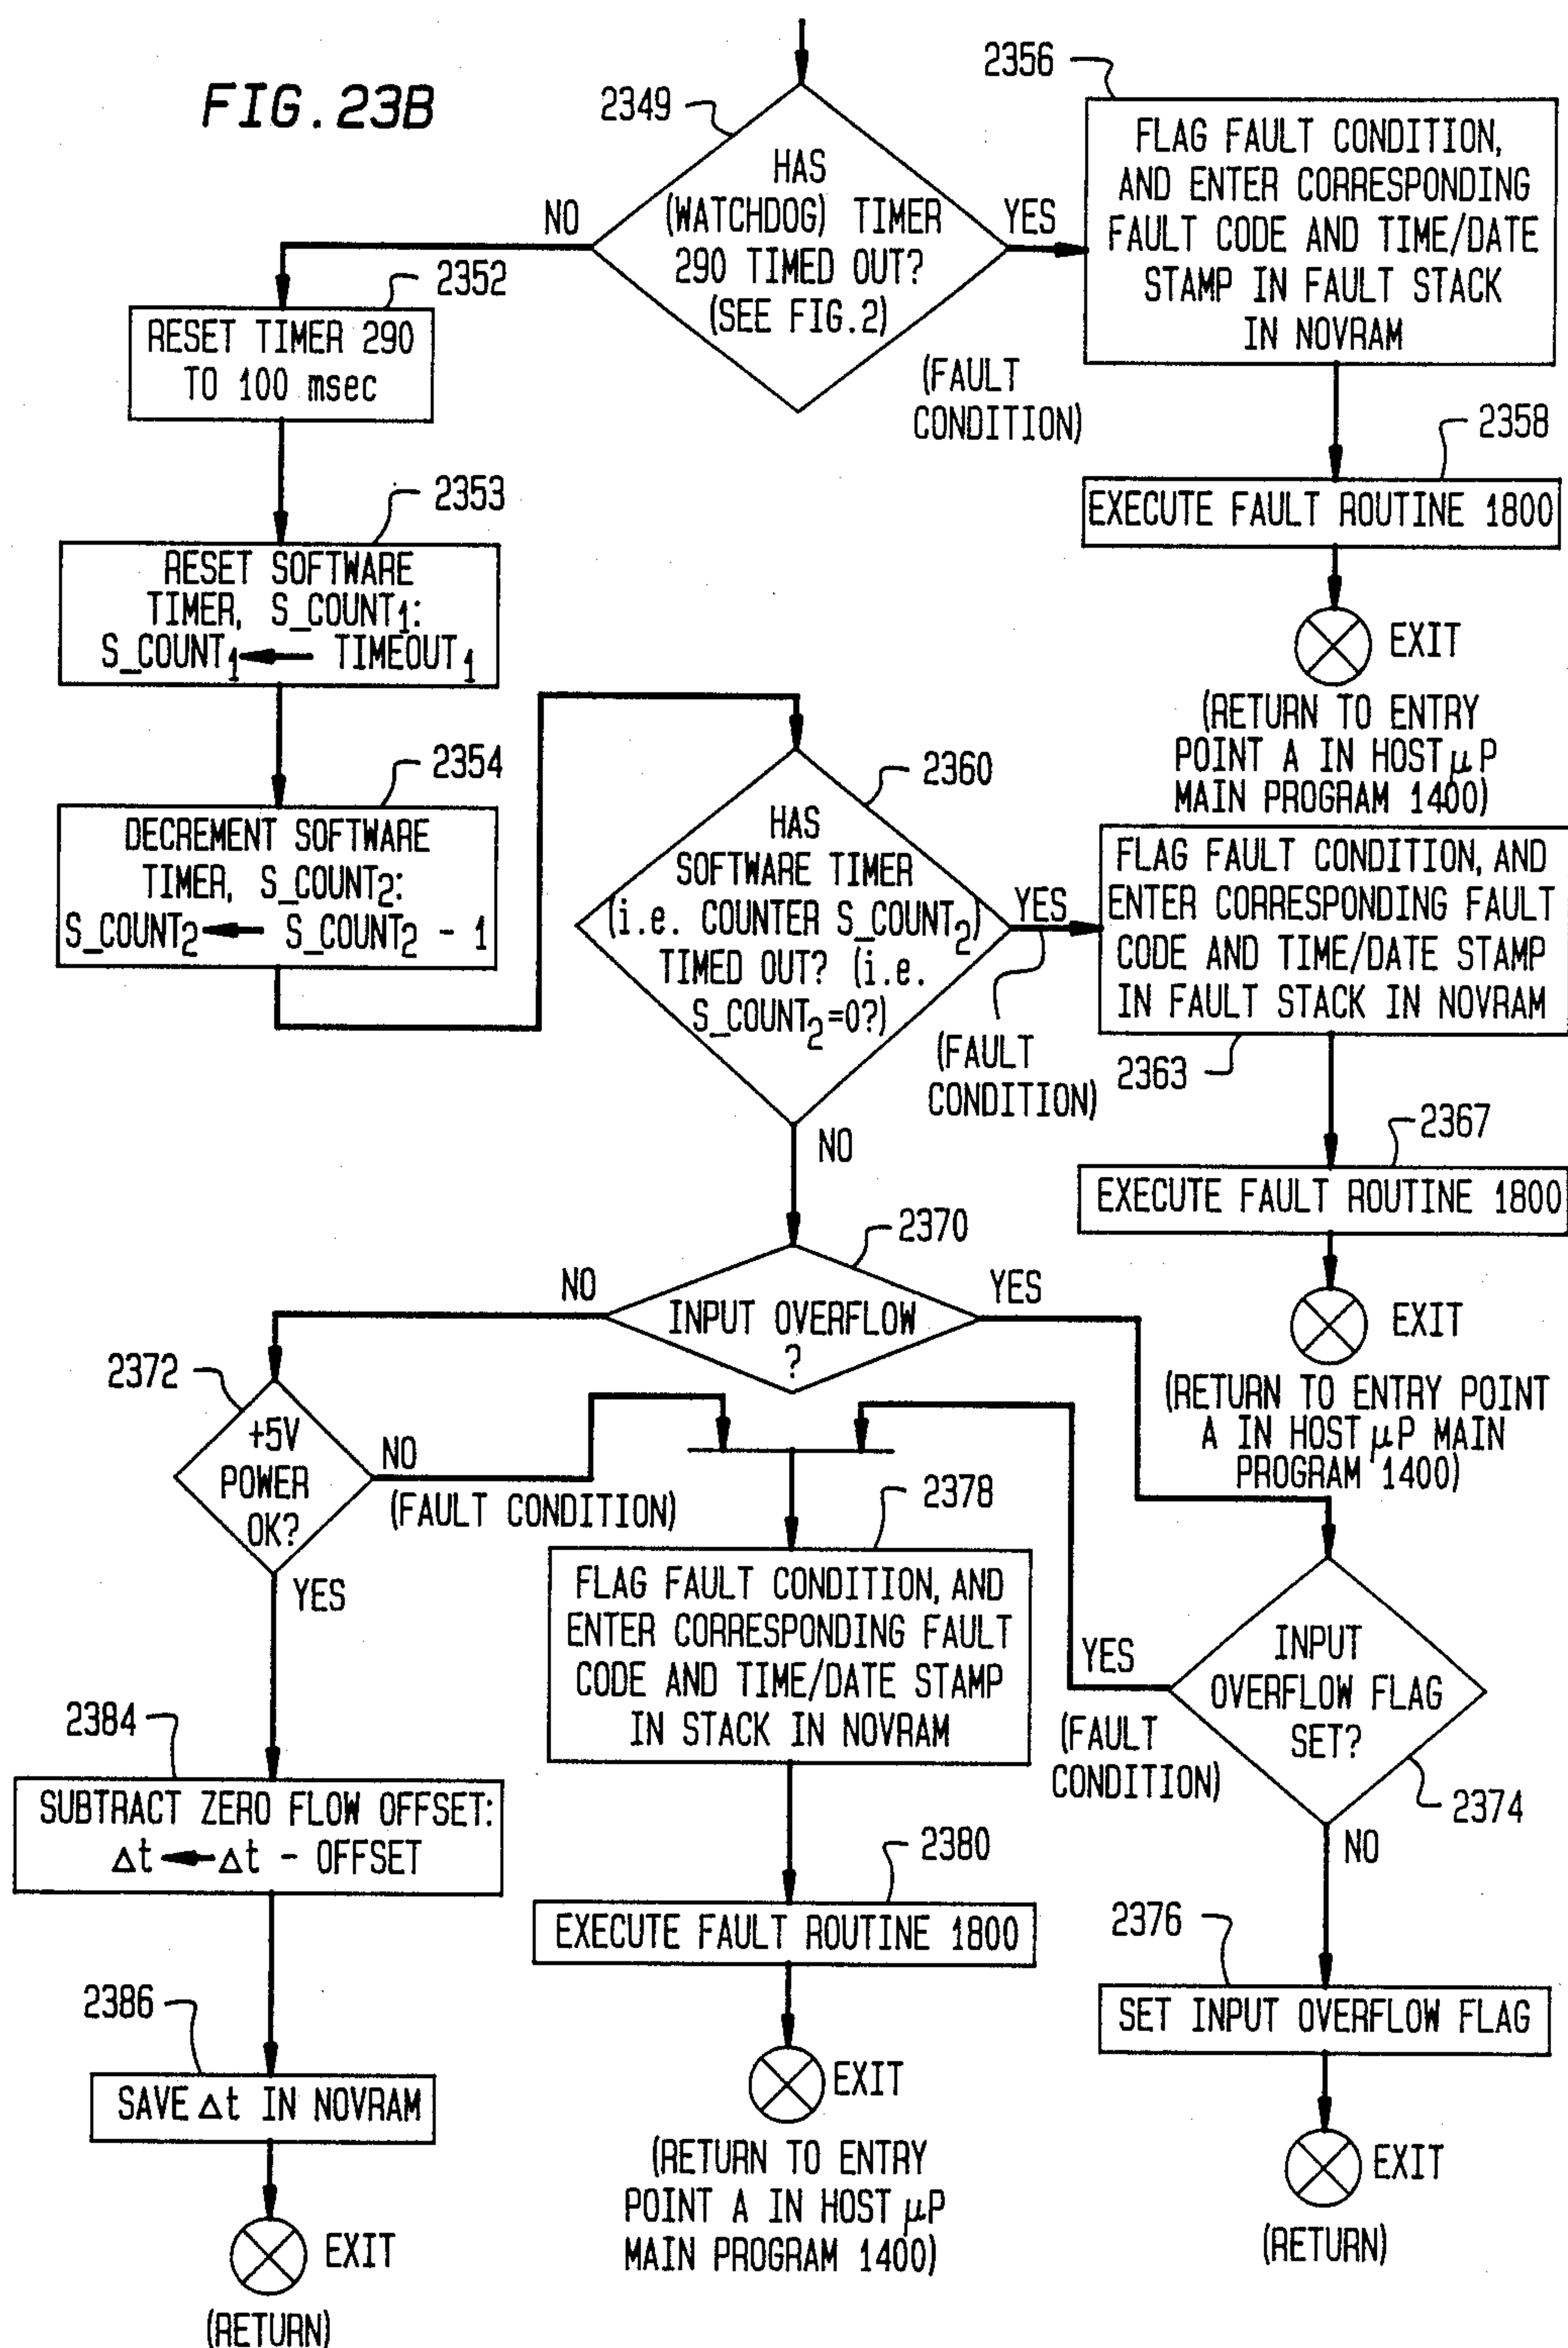 FIG. 23B
2349
HAS
(WATCHDOG) TIMER
290 TIMED OUT?
(SEE FIG.2)
NO
YES
(FAULT
CONDITION)
2356
FLAG FAULT CONDITION,
AND ENTER CORRESPONDING
FAULT CODE AND TIME/DATE
STAMP IN FAULT STACK
IN NOVRAM
2358
EXECUTE FAULT ROUTINE 1800
EXIT
(RETURN TO ENTRY
POINT A IN HOST μP
MAIN PROGRAM 1400)
2352
RESET TIMER 290
TO 100 msec
2353
RESET SOFTWARE
TIMER, S_COUNT1:
S_COUNT1 ← TIMEOUT1
2354
DECREMENT SOFTWARE
TIMER, S_COUNT2:
S_COUNT2 ← S_COUNT2 - 1
2360
HAS
SOFTWARE TIMER
(i.e. COUNTER S_COUNT2)
TIMED OUT? (i.e.
S_COUNT2=0?)
YES
(FAULT
CONDITION)
NO
FLAG FAULT CONDITION, AND
ENTER CORRESPONDING FAULT
CODE AND TIME/DATE STAMP
IN FAULT STACK IN NOVRAM
2363
2367
EXECUTE FAULT ROUTINE 1800
EXIT
(RETURN TO ENTRY POINT
A IN HOST μP MAIN
PROGRAM 1400)
2370
INPUT OVERFLOW
?
NO
YES
2372
+5V
POWER
OK?
NO
(FAULT CONDITION)
YES
2378
FLAG FAULT CONDITION, AND
ENTER CORRESPONDING FAULT
CODE AND TIME/DATE STAMP
IN STACK IN NOVRAM
2380
EXECUTE FAULT ROUTINE 1800
EXIT
(RETURN TO ENTRY
POINT A IN HOST μP
MAIN PROGRAM 1400)
INPUT
OVERFLOW FLAG
SET?
2374
YES
(FAULT
CONDITION)
NO
2376
SET INPUT OVERFLOW FLAG
EXIT
(RETURN)
2384
SUBTRACT ZERO FLOW OFFSET:
Δt ← Δt - OFFSET
2386
SAVE Δt IN NOVRAM
EXIT
(RETURN)